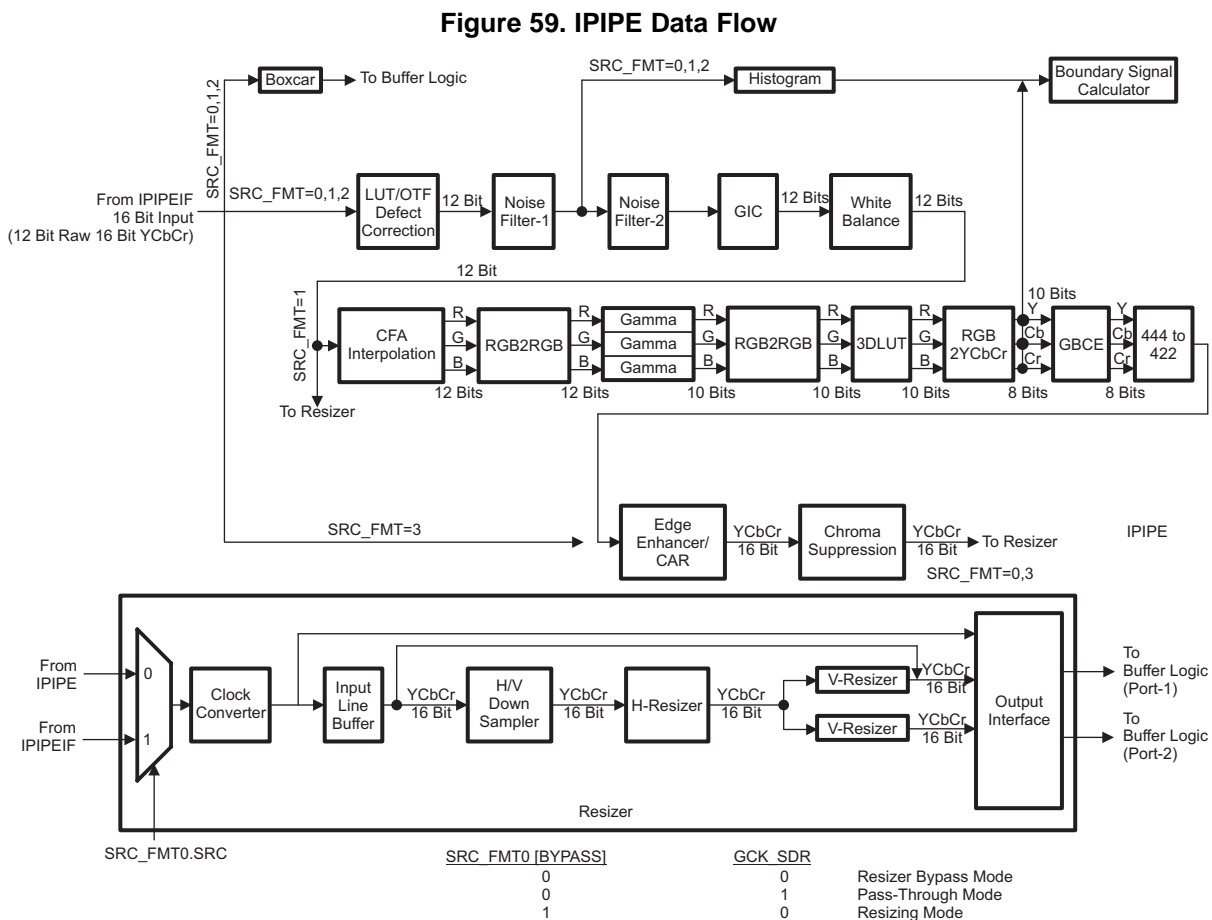 Figure 59. IPIPE Data Flow
SRC_FMT=0,1,2
Boxcar
To Buffer Logic
SRC_FMT=0,1,2
Histogram
Boundary Signal
Calculator
From IPIPEIF
16 Bit Input
(12 Bit Raw 16 Bit YCbCr)
SRC_FMT=0,1,2
LUT/OTF
Defect
Correction
12 Bit
Noise
Filter-1
Noise
Filter-2
GIC
12 Bits
White
Balance
12 Bits
12 Bit
SRC_FMT=1
To Resizer
CFA
Interpolation
R
G
B
12 Bits
RGB2RGB
R
G
B
12 Bits
Gamma
Gamma
Gamma
R
G
B
10 Bits
RGB2RGB
R
G
B
10 Bits
3DLUT
R
G
B
10 Bits
RGB
2YCbCr
10 Bits
Y
Cb
Cr
8 Bits
GBCE
Y
Cb
Cr
8 Bits
444 to
422
SRC_FMT=3
Edge
Enhancer/
CAR
YCbCr
16 Bit
Chroma
Suppression
YCbCr
16 Bit
To Resizer
SRC_FMT=0,3
IPIPE
From
IPIPE
0
From
IPIPEIF
1
SRC_FMT0.SRC
Clock
Converter
Input
Line
Buffer
YCbCr
16 Bit
H/V
Down
Sampler
YCbCr
16 Bit
H-Resizer
YCbCr
16 Bit
V-Resizer
YCbCr
16 Bit
V-Resizer
YCbCr
16 Bit
Output
Interface
To
Buffer Logic
(Port-1)
To
Buffer Logic
(Port-2)
Resizer
SRC_FMT0 [BYPASS] GCK_SDR
0 0 Resizer Bypass Mode
0 1 Pass-Through Mode
1 0 Resizing Mode